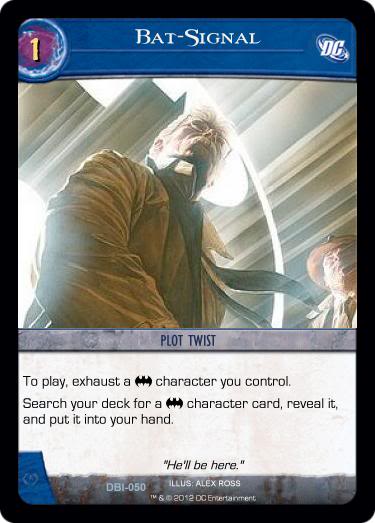 1
Bat-Signal
DC
PLOT TWIST
To play, exhaust a character you control.
Search your deck for a character card, reveal it,
and put it into your hand.
"He'll be here."
DBI-050
ILLUS: ALEX ROSS
™ & © 2012 DC Entertainment